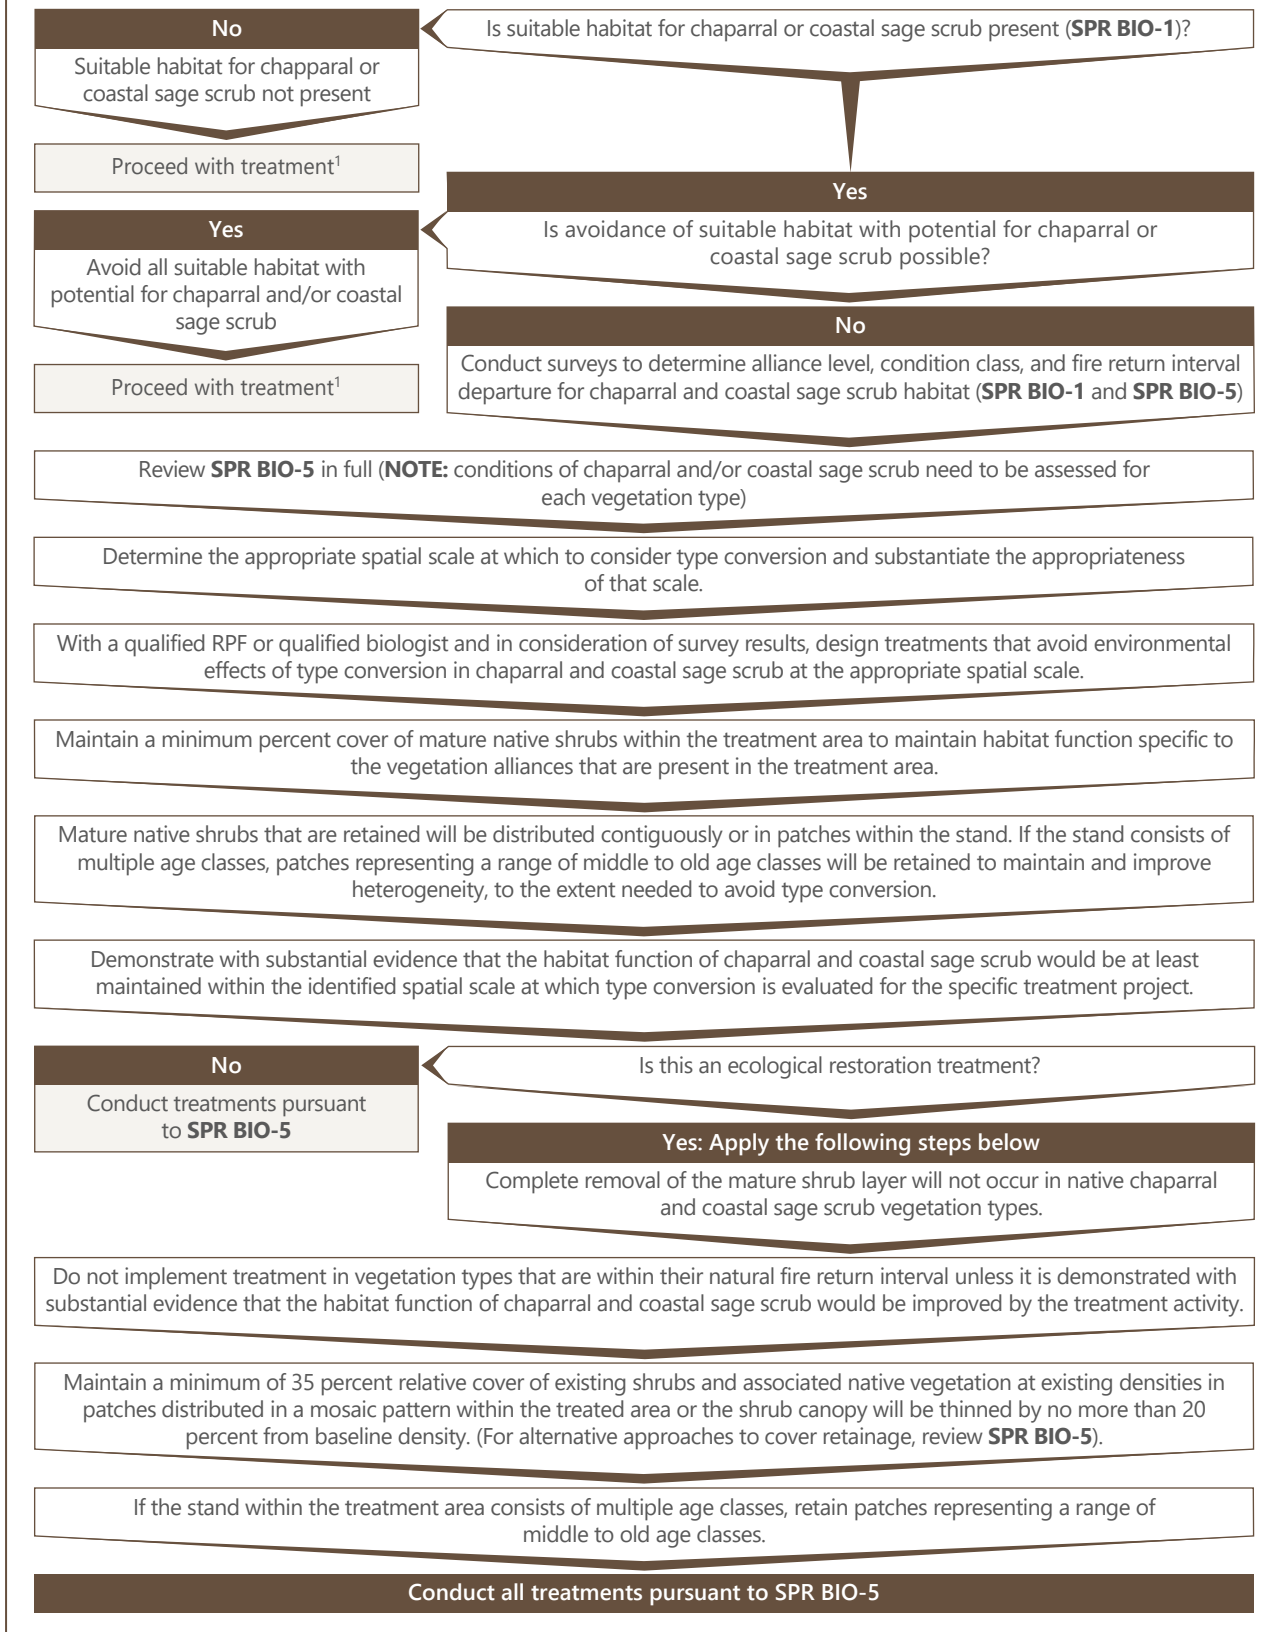 Is suitable habitat for chaparral or coastal sage scrub present (SPR BIO-1)?
No
Suitable habitat for chapparal or
coastal sage scrub not present
Proceed with treatment¹
Yes
Is avoidance of suitable habitat with potential for chaparral or
coastal sage scrub possible?
Yes
Avoid all suitable habitat with
potential for chaparral and/or coastal
sage scrub
Proceed with treatment¹
No
Conduct surveys to determine alliance level, condition class, and fire return interval
departure for chaparral and coastal sage scrub habitat (SPR BIO-1 and SPR BIO-5)
Review SPR BIO-5 in full (NOTE: conditions of chaparral and/or coastal sage scrub need to be assessed for
each vegetation type)
Determine the appropriate spatial scale at which to consider type conversion and substantiate the appropriateness
of that scale.
With a qualified RPF or qualified biologist and in consideration of survey results, design treatments that avoid environmental
effects of type conversion in chaparral and coastal sage scrub at the appropriate spatial scale.
Maintain a minimum percent cover of mature native shrubs within the treatment area to maintain habitat function specific to
the vegetation alliances that are present in the treatment area.
Mature native shrubs that are retained will be distributed contiguously or in patches within the stand. If the stand consists of
multiple age classes, patches representing a range of middle to old age classes will be retained to maintain and improve
heterogeneity, to the extent needed to avoid type conversion.
Demonstrate with substantial evidence that the habitat function of chaparral and coastal sage scrub would be at least
maintained within the identified spatial scale at which type conversion is evaluated for the specific treatment project.
Is this an ecological restoration treatment?
No
Conduct treatments pursuant
to SPR BIO-5
Yes: Apply the following steps below
Complete removal of the mature shrub layer will not occur in native chaparral
and coastal sage scrub vegetation types.
Do not implement treatment in vegetation types that are within their natural fire return interval unless it is demonstrated with
substantial evidence that the habitat function of chaparral and coastal sage scrub would be improved by the treatment activity.
Maintain a minimum of 35 percent relative cover of existing shrubs and associated native vegetation at existing densities in
patches distributed in a mosaic pattern within the treated area or the shrub canopy will be thinned by no more than 20
percent from baseline density. (For alternative approaches to cover retainage, review SPR BIO-5).
If the stand within the treatment area consists of multiple age classes, retain patches representing a range of
middle to old age classes.
Conduct all treatments pursuant to SPR BIO-5